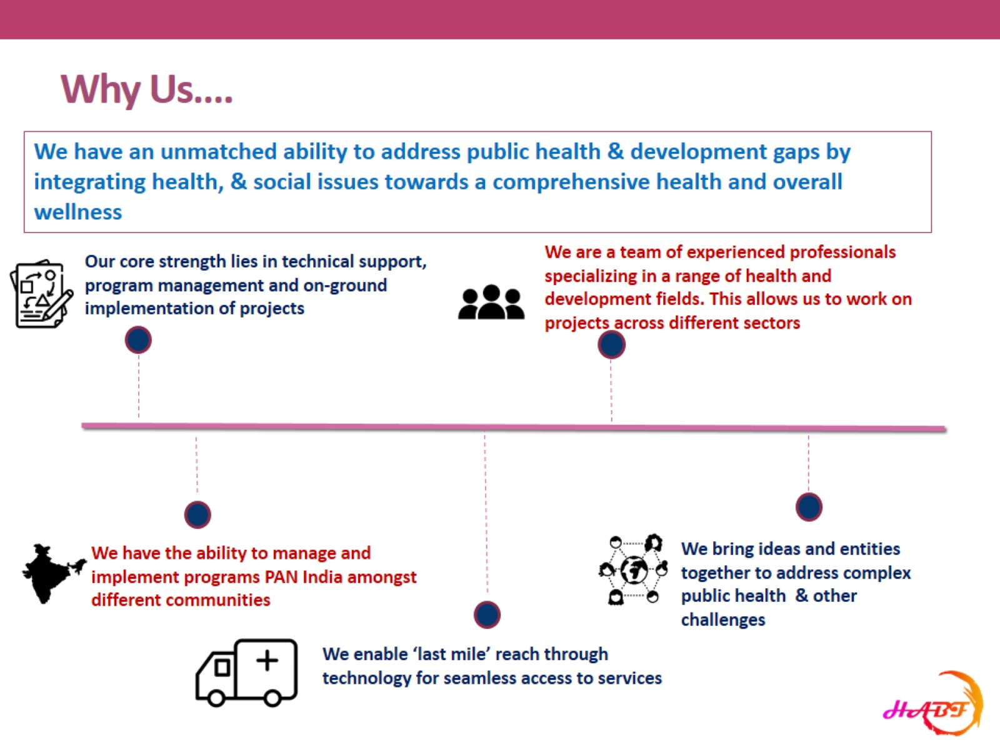 Why Us....
We have an unmatched ability to address public health & development gaps by
integrating health, & social issues towards a comprehensive health and overall
wellness
Our core strength lies in technical support,
program management and on-ground
implementation of projects
We are a team of experienced professionals
specializing in a range of health and
development fields. This allows us to work on
projects across different sectors
We have the ability to manage and
implement programs PAN India amongst
different communities
We enable ‘last mile’ reach through
technology for seamless access to services
We bring ideas and entities
together to address complex
public health  & other
challenges
HABF